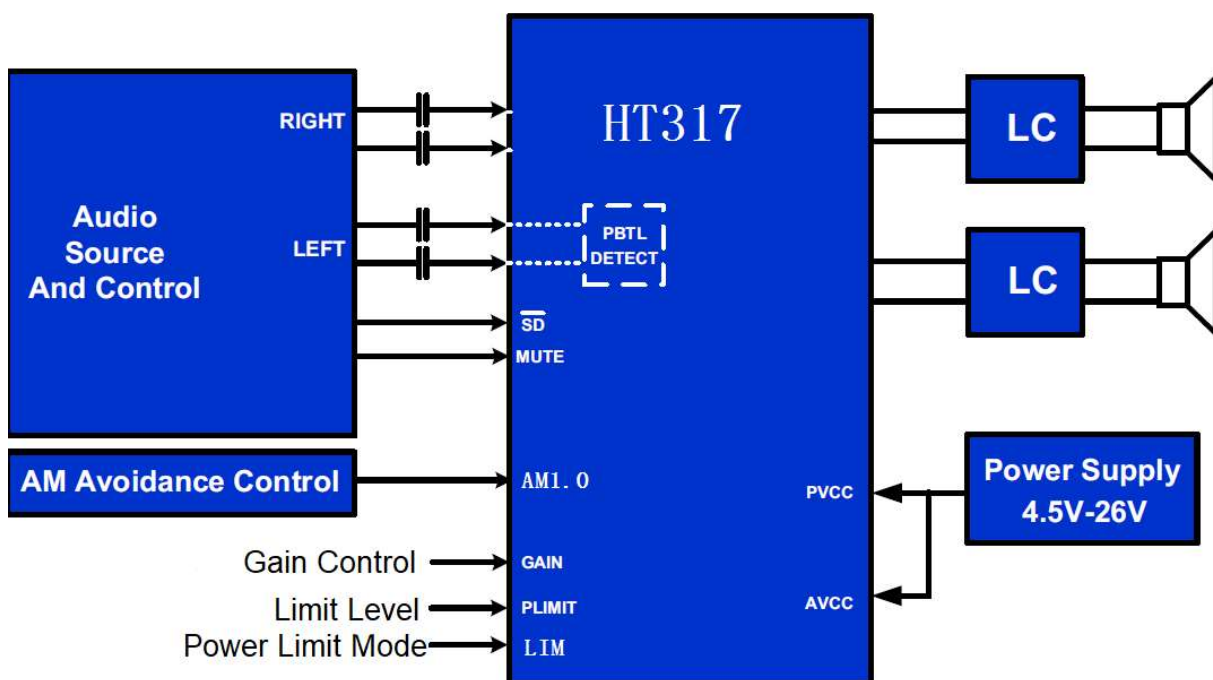 RIGHT
LEFT
Audio
Source
And Control
HT317
PBTL
DETECT
SD
MUTE
LC
LC
AM Avoidance Control
AM1.0
Power Supply
4.5V-26V
PVCC
AVCC
Gain Control
GAIN
Limit Level
PLIMIT
Power Limit Mode
LIM